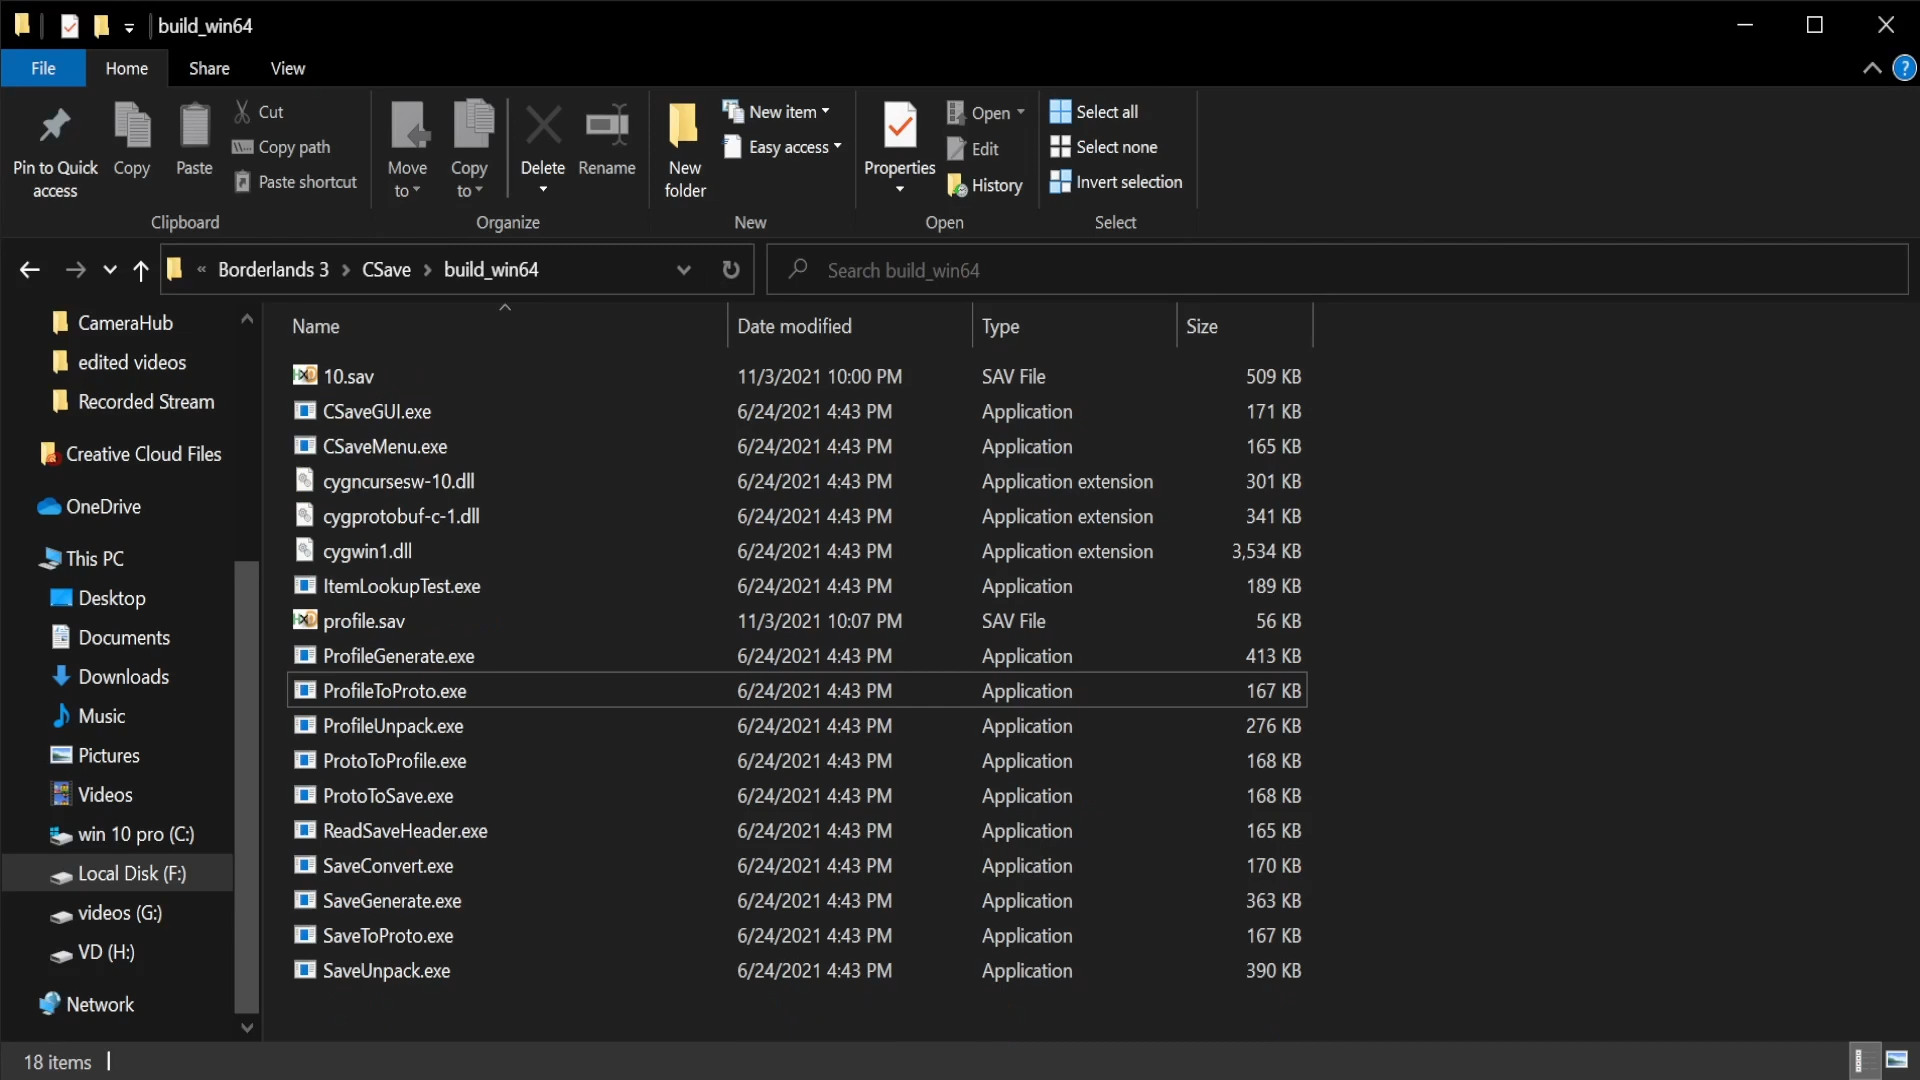 build_win64
File Home Share View
Pin to Quick access
Copy
Paste
Cut
Copy path
Paste shortcut
Clipboard
Move to
Copy to
Delete
Rename
Organize
New folder
New item
Easy access
New
Properties
Open
Edit
History
Open
Select all
Select none
Invert selection
Select
« Borderlands 3 > CSave > build_win64
Search build_win64
CameraHub
edited videos
Recorded Stream
Creative Cloud Files
OneDrive
This PC
Desktop
Documents
Downloads
Music
Pictures
Videos
win 10 pro (C:)
Local Disk (F:)
videos (G:)
VD (H:)
Network
Name Date modified Type Size
10.sav 11/3/2021 10:00 PM SAV File 509 KB
CSaveGUI.exe 6/24/2021 4:43 PM Application 171 KB
CSaveMenu.exe 6/24/2021 4:43 PM Application 165 KB
cygncursesw-10.dll 6/24/2021 4:43 PM Application extension 301 KB
cygprotobuf-c-1.dll 6/24/2021 4:43 PM Application extension 341 KB
cygwin1.dll 6/24/2021 4:43 PM Application extension 3,534 KB
ItemLookupTest.exe 6/24/2021 4:43 PM Application 189 KB
profile.sav 11/3/2021 10:07 PM SAV File 56 KB
ProfileGenerate.exe 6/24/2021 4:43 PM Application 413 KB
ProfileToProto.exe 6/24/2021 4:43 PM Application 167 KB
ProfileUnpack.exe 6/24/2021 4:43 PM Application 276 KB
ProtoToProfile.exe 6/24/2021 4:43 PM Application 168 KB
ProtoToSave.exe 6/24/2021 4:43 PM Application 168 KB
ReadSaveHeader.exe 6/24/2021 4:43 PM Application 165 KB
SaveConvert.exe 6/24/2021 4:43 PM Application 170 KB
SaveGenerate.exe 6/24/2021 4:43 PM Application 363 KB
SaveToProto.exe 6/24/2021 4:43 PM Application 167 KB
SaveUnpack.exe 6/24/2021 4:43 PM Application 390 KB
18 items